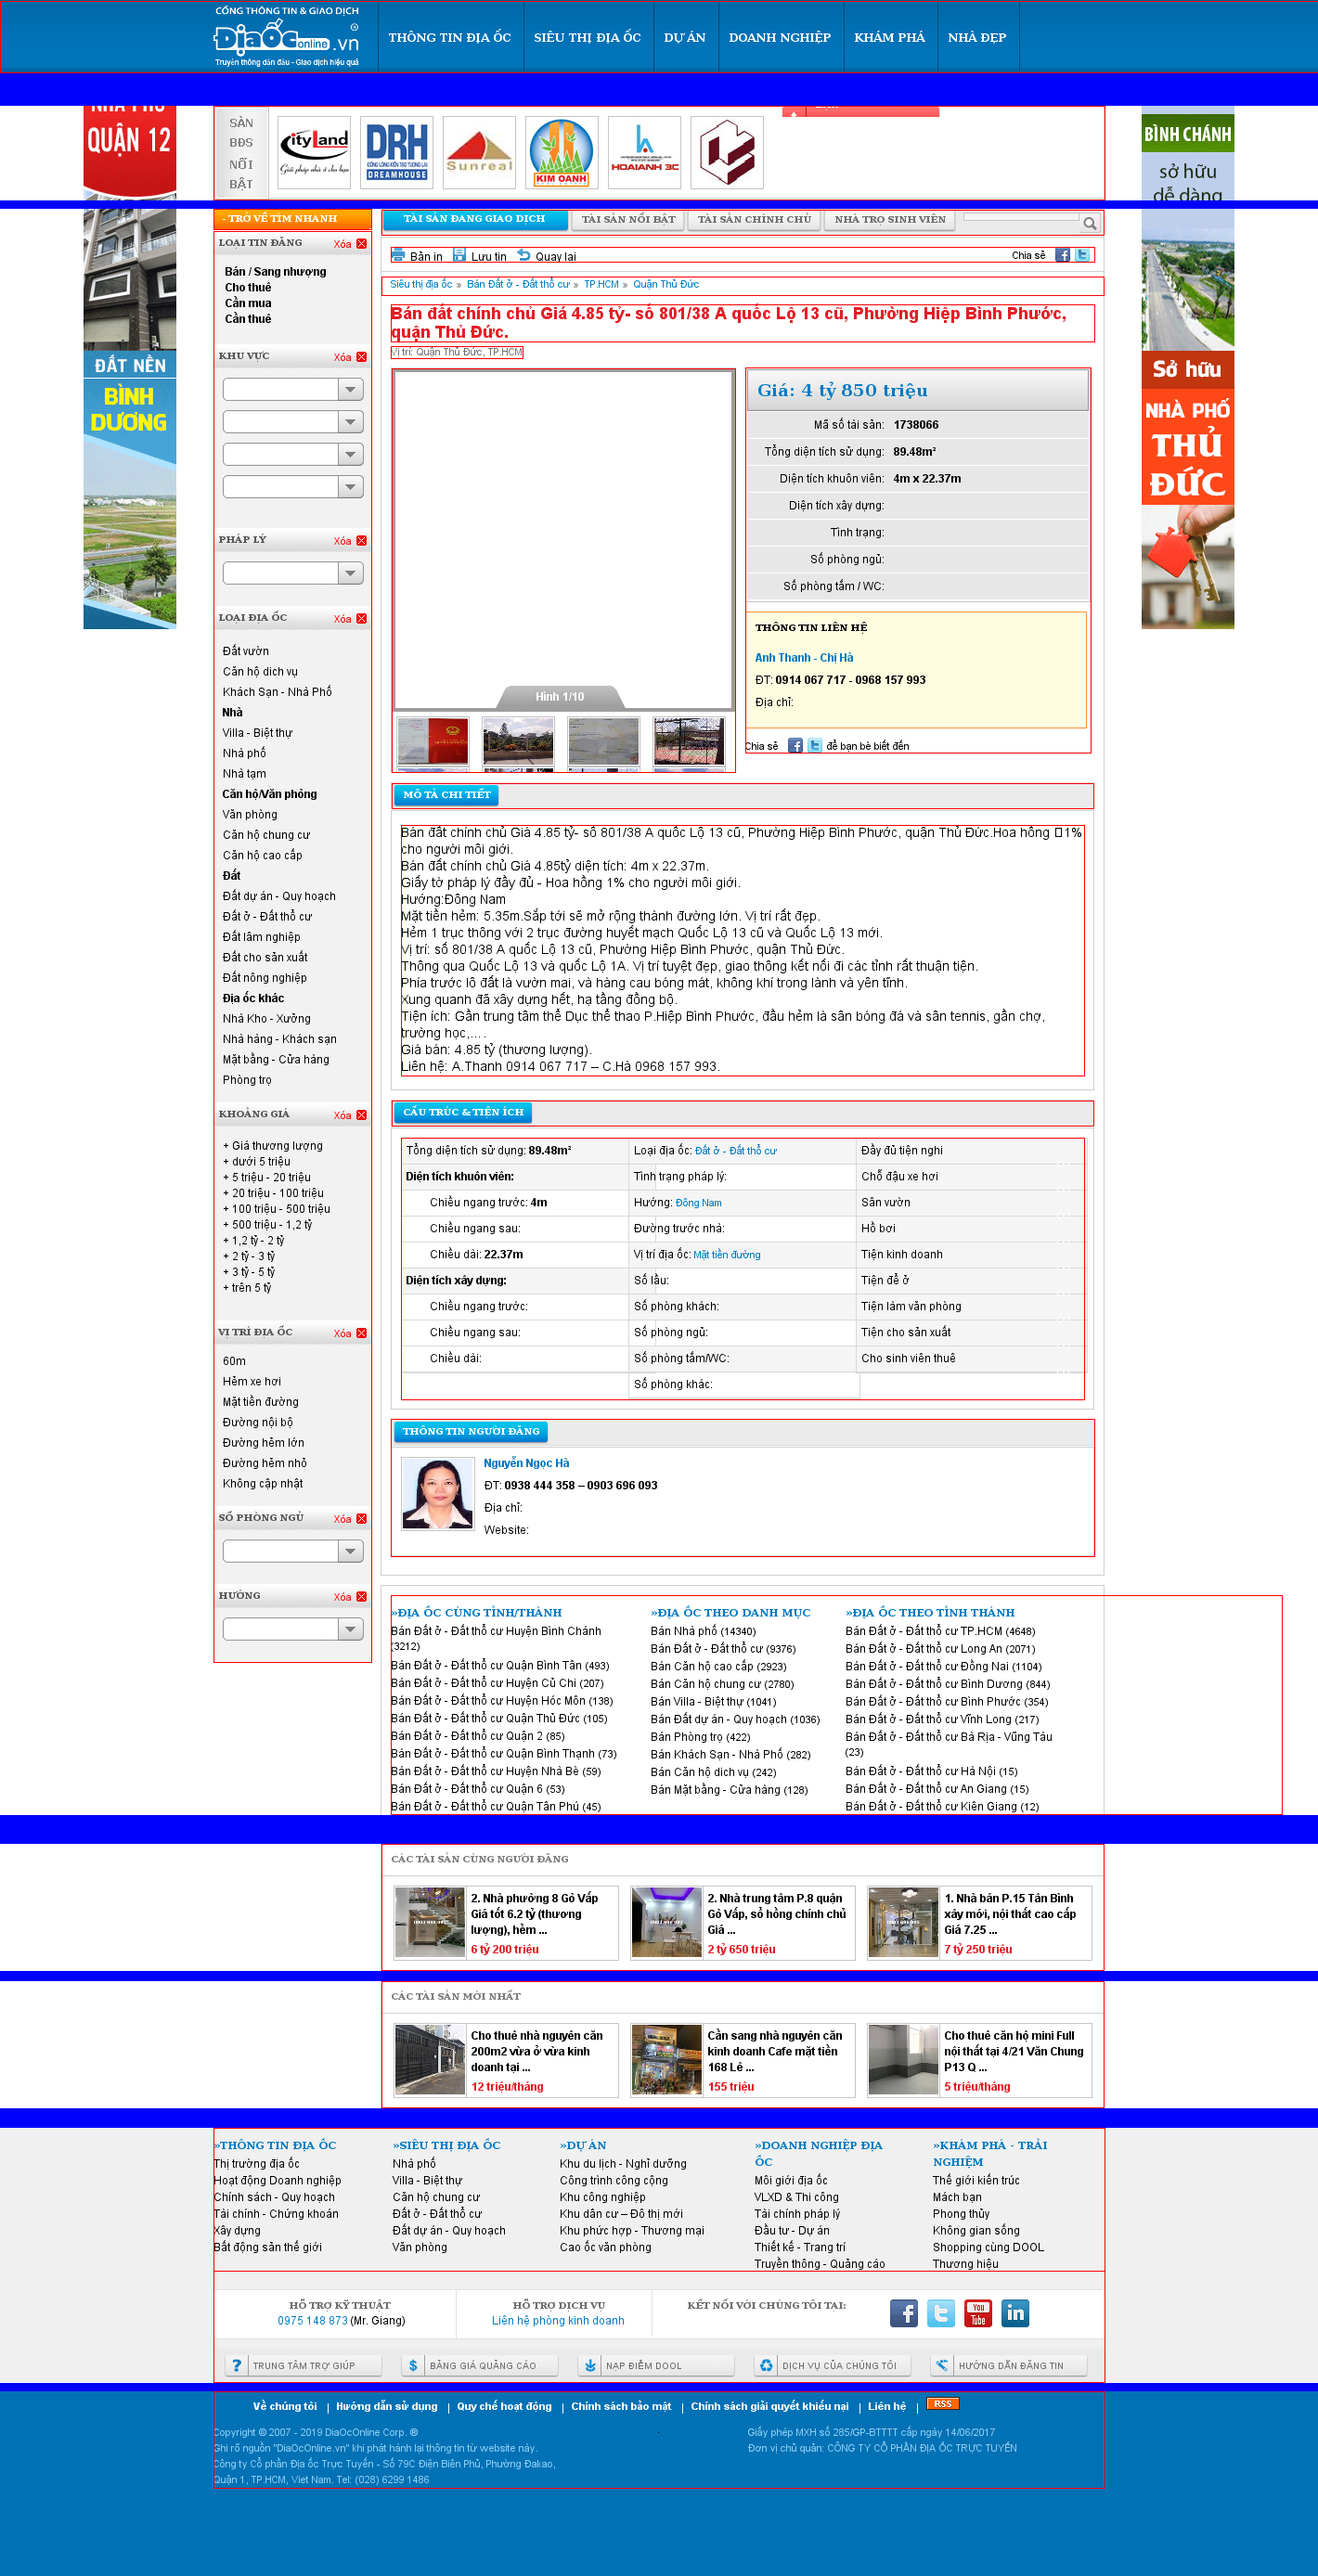 CỔNG THÔNG TIN & GIAO DỊCH
DiaỐconline.vn
Truyền thông dẫn đầu - Giao dịch hiệu quả
THÔNG TIN ĐỊA ỐC
SIÊU THỊ ĐỊA ỐC
DỰ ÁN
DOANH NGHIỆP
KHÁM PHÁ
NHÀ ĐẸP
NHÀ PHỐ
QUẬN 12
ĐẤT NỀN
BÌNH DƯƠNG
SÀN
BĐS
NỔI
BẬT
cityland
Giải pháp nhà ở cho bạn
DRH
DREAMHOUSE
Sunreal
KIM OANH
HOAIANH 3C
BÌNH CHÁNH
sở hữu
dễ dàng
Sở hữu
NHÀ PHỐ
THỦ
ĐỨC
- TRỞ VỀ TÌM NHANH
LOẠI TIN ĐĂNG Xóa
Bán / Sang nhượng
Cho thuê
Cần mua
Cần thuê
KHU VỰC Xóa
PHÁP LÝ Xóa
LOẠI ĐỊA ỐC Xóa
Đất vườn
Căn hộ dich vụ
Khách Sạn - Nhà Phố
Nhà
Villa - Biệt thự
Nhà phố
Nhà tạm
Căn hộ/Văn phòng
Văn phòng
Căn hộ chung cư
Căn hộ cao cấp
Đất
Đất dự án - Quy hoạch
Đất ở - Đất thổ cư
Đất lâm nghiệp
Đất cho sản xuất
Đất nông nghiệp
Địa ốc khác
Nhà Kho - Xưởng
Nhà hàng - Khách sạn
Mặt bằng - Cửa hàng
Phòng trọ
KHOẢNG GIÁ Xóa
+ Giá thương lượng
+ dưới 5 triệu
+ 5 triệu - 20 triệu
+ 20 triệu - 100 triệu
+ 100 triệu - 500 triệu
+ 500 triệu - 1,2 tỷ
+ 1,2 tỷ - 2 tỷ
+ 2 tỷ - 3 tỷ
+ 3 tỷ - 5 tỷ
+ trên 5 tỷ
VỊ TRÍ ĐỊA ỐC Xóa
60m
Hẻm xe hơi
Mặt tiền đường
Đường nội bộ
Đường hẻm lớn
Đường hẻm nhỏ
Không cập nhật
SỐ PHÒNG NGỦ Xóa
HƯỚNG Xóa
TÀI SẢN ĐANG GIAO DỊCH
TÀI SẢN NỔI BẬT
TÀI SẢN CHÍNH CHỦ
NHÀ TRỌ SINH VIÊN
Bản in Lưu tin Quay lại Chia sẻ
Siêu thị địa ốc » Bán Đất ở - Đất thổ cư » TP.HCM » Quận Thủ Đức
Bán đất chính chủ Giá 4.85 tỷ- số 801/38 A quốc Lộ 13 cũ, Phường Hiệp Bình Phước,
quận Thủ Đức.
Vị trí: Quận Thủ Đức, TP.HCM
Hình 1/10
Giá: 4 tỷ 850 triệu
Mã số tài sản: 1738066
Tổng diện tích sử dụng: 89.48m²
Diện tích khuôn viên: 4m x 22.37m
Diện tích xây dựng:
Tình trạng:
Số phòng ngủ:
Số phòng tắm / WC:
THÔNG TIN LIÊN HỆ
Anh Thanh - Chị Hà
ĐT: 0914 067 717 - 0968 157 993
Địa chỉ:
Chia sẻ để bạn bè biết đến
MÔ TẢ CHI TIẾT
Bán đất chính chủ Giá 4.85 tỷ- số 801/38 A quốc Lộ 13 cũ, Phường Hiệp Bình Phước, quận Thủ Đức.Hoa hồng 1%
cho người môi giới.
Bán đất chính chủ Giá 4.85tỷ diện tích: 4m x 22.37m.
Giấy tờ pháp lý đầy đủ - Hoa hồng 1% cho người môi giới.
Hướng:Đông Nam
Mặt tiền hẻm: 5.35m.Sắp tới sẽ mở rộng thành đường lớn. Vị trí rất đẹp.
Hẻm 1 trục thông với 2 trục đường huyết mạch Quốc Lộ 13 cũ và Quốc Lộ 13 mới.
Vị trí: số 801/38 A quốc Lộ 13 cũ, Phường Hiệp Bình Phước, quận Thủ Đức.
Thông qua Quốc Lộ 13 và quốc Lộ 1A. Vị trí tuyệt đẹp, giao thông kết nối đi các tỉnh rất thuận tiện.
Phía trước lô đất là vườn mai, và hàng cau bóng mát, không khí trong lành và yên tĩnh.
Xung quanh đã xây dựng hết, hạ tầng đồng bộ.
Tiện ích: Gần trung tâm thể Dục thể thao P.Hiệp Bình Phước, đầu hẻm là sân bóng đá và sân tennis, gần chợ,
trường học,…
Giá bán: 4.85 tỷ (thương lượng).
Liên hệ: A.Thanh 0914 067 717 – C.Hà 0968 157 993.
CẤU TRÚC & TIỆN ÍCH
Tổng diện tích sử dụng: 89.48m² Loại địa ốc: Đất ở - Đất thổ cư Đầy đủ tiện nghi
Diện tích khuôn viên: Tình trạng pháp lý: Chỗ đậu xe hơi
Chiều ngang trước: 4m Hướng: Đông Nam Sân vườn
Chiều ngang sau: Đường trước nhà: Hồ bơi
Chiều dài: 22.37m Vị trí địa ốc: Mặt tiền đường Tiện kinh doanh
Diện tích xây dựng: Số lầu: Tiện để ở
Chiều ngang trước: Số phòng khách: Tiện làm văn phòng
Chiều ngang sau: Số phòng ngủ: Tiện cho sản xuất
Chiều dài: Số phòng tắm/WC: Cho sinh viên thuê
Số phòng khác:
THÔNG TIN NGƯỜI ĐĂNG
Nguyễn Ngọc Hà
ĐT: 0938 444 358 – 0903 696 093
Địa chỉ:
Website:
»ĐỊA ỐC CÙNG TỈNH/THÀNH
Bán Đất ở - Đất thổ cư Huyện Bình Chánh
(3212)
Bán Đất ở - Đất thổ cư Quận Bình Tân (493)
Bán Đất ở - Đất thổ cư Huyện Củ Chi (207)
Bán Đất ở - Đất thổ cư Huyện Hóc Môn (138)
Bán Đất ở - Đất thổ cư Quận Thủ Đức (105)
Bán Đất ở - Đất thổ cư Quận 2 (85)
Bán Đất ở - Đất thổ cư Quận Bình Thạnh (73)
Bán Đất ở - Đất thổ cư Huyện Nhà Bè (59)
Bán Đất ở - Đất thổ cư Quận 6 (53)
Bán Đất ở - Đất thổ cư Quận Tân Phú (45)
»ĐỊA ỐC THEO DANH MỤC
Bán Nhà phố (14340)
Bán Đất ở - Đất thổ cư (9376)
Bán Căn hộ cao cấp (2923)
Bán Căn hộ chung cư (2780)
Bán Villa - Biệt thự (1041)
Bán Đất dự án - Quy hoạch (1036)
Bán Phòng trọ (422)
Bán Khách Sạn - Nhà Phố (282)
Bán Căn hộ dich vụ (242)
Bán Mặt bằng - Cửa hàng (128)
»ĐỊA ỐC THEO TỈNH THÀNH
Bán Đất ở - Đất thổ cư TP.HCM (4648)
Bán Đất ở - Đất thổ cư Long An (2071)
Bán Đất ở - Đất thổ cư Đồng Nai (1104)
Bán Đất ở - Đất thổ cư Bình Dương (844)
Bán Đất ở - Đất thổ cư Bình Phước (354)
Bán Đất ở - Đất thổ cư Vĩnh Long (217)
Bán Đất ở - Đất thổ cư Bà Rịa - Vũng Tàu
(23)
Bán Đất ở - Đất thổ cư Hà Nội (15)
Bán Đất ở - Đất thổ cư An Giang (15)
Bán Đất ở - Đất thổ cư Kiên Giang (12)
CÁC TÀI SẢN CÙNG NGƯỜI ĐĂNG
2. Nhà phường 8 Gò Vấp
Giá tốt 6.2 tỷ (thương
lượng), hẻm ...
6 tỷ 200 triệu
2. Nhà trung tâm P.8 quận
Gò Vấp, sổ hồng chính chủ
Giá ...
2 tỷ 650 triệu
1. Nhà bán P.15 Tân Bình
xây mới, nội thất cao cấp
Giá 7.25 ...
7 tỷ 250 triệu
CÁC TÀI SẢN MỚI NHẤT
Cho thuê nhà nguyên căn
200m2 vừa ở vừa kinh
doanh tại ...
12 triệu/tháng
Cần sang nhà nguyên căn
kinh doanh Cafe mặt tiền
168 Lê ...
155 triệu
Cho thuê căn hộ mini Full
nội thất tại 4/21 Văn Chung
P13 Q ...
5 triệu/tháng
»THÔNG TIN ĐỊA ỐC
Thị trường địa ốc
Hoạt động Doanh nghiệp
Chính sách - Quy hoạch
Tài chính - Chứng khoán
Xây dựng
Bất động sản thế giới
»SIÊU THỊ ĐỊA ỐC
Nhà phố
Villa - Biệt thự
Căn hộ chung cư
Đất ở - Đất thổ cư
Đất dự án - Quy hoạch
Văn phòng
»DỰ ÁN
Khu du lịch - Nghỉ dưỡng
Công trình công cộng
Khu công nghiệp
Khu dân cư – Đô thị mới
Khu phức hợp - Thương mại
Cao ốc văn phòng
»DOANH NGHIỆP ĐỊA
ỐC
Môi giới địa ốc
VLXD & Thi công
Tài chính pháp lý
Đầu tư - Dự án
Thiết kế - Trang trí
Truyền thông - Quảng cáo
»KHÁM PHÁ - TRẢI
NGHIỆM
Thế giới kiến trúc
Mách bạn
Phong thủy
Không gian sống
Shopping cùng DOOL
Thương hiệu
HỖ TRỢ KỸ THUẬT
0975 148 873 (Mr. Giang)
HỖ TRỢ DỊCH VỤ
Liên hệ phòng kinh doanh
KẾT NỐI VỚI CHÚNG TÔI TẠI:
You
Tube
TRUNG TÂM TRỢ GIÚP
BẢNG GIÁ QUẢNG CÁO
NẠP ĐIỂM DOOL
DỊCH VỤ CỦA CHÚNG TÔI
HƯỚNG DẪN ĐĂNG TIN
Về chúng tôi | Hướng dẫn sử dụng | Quy chế hoạt động | Chính sách bảo mật | Chính sách giải quyết khiếu nại | Liên hệ | RSS
Copyright © 2007 - 2019 DiaOcOnline Corp. ®
Ghi rõ nguồn "DiaOcOnline.vn" khi phát hành lại thông tin từ website này.
Công ty Cổ phần Địa ốc Trực Tuyến - Số 79C Điện Biên Phủ, Phường Đakao,
Quận 1, TP.HCM, Viet Nam. Tel: (028) 6299 1486
Giấy phép MXH số 285/GP-BTTTT cấp ngày 14/06/2017
Đơn vị chủ quản: CÔNG TY CỔ PHẦN ĐỊA ỐC TRỰC TUYẾN